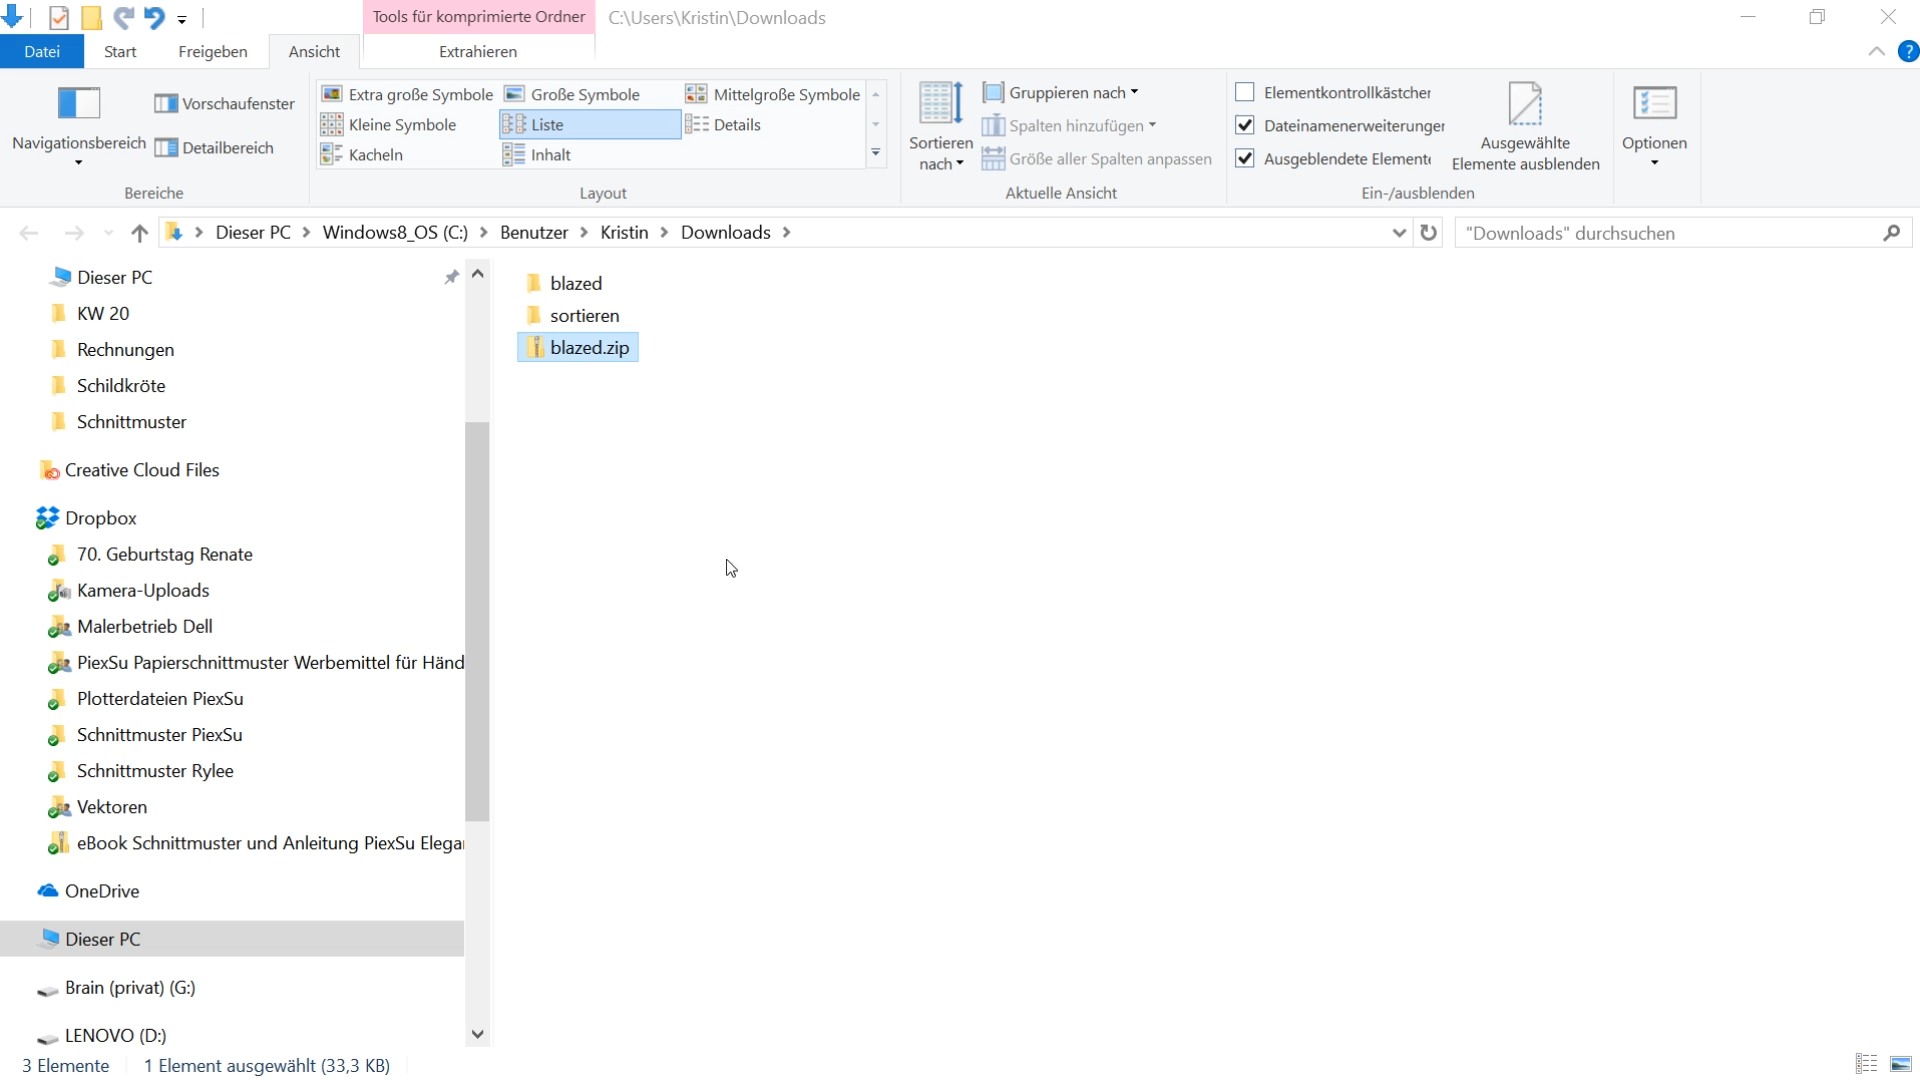 Tools für komprimierte Ordner C:\Users\Kristin\Downloads
Datei Start Freigeben Ansicht Extrahieren ?
Navigationsbereich
Vorschaufenster
Detailbereich
Bereiche
Extra große Symbole Große Symbole Mittelgroße Symbole
Kleine Symbole Liste Details
Kacheln Inhalt
Layout
Sortieren
nach
Gruppieren nach
Spalten hinzufügen
Größe aller Spalten anpassen
Aktuelle Ansicht
Elementkontrollkästchen
Dateinamenerweiterungen
Ausgeblendete Elemente
Ausgewählte
Elemente ausblenden
Ein-/ausblenden
Optionen
Dieser PC Windows8_OS (C:) Benutzer Kristin Downloads
"Downloads" durchsuchen
Dieser PC
KW 20
Rechnungen
Schildkröte
Schnittmuster
Creative Cloud Files
Dropbox
70. Geburtstag Renate
Kamera-Uploads
Malerbetrieb Dell
PiexSu Papierschnittmuster Werbemittel für Händ
Plotterdateien PiexSu
Schnittmuster PiexSu
Schnittmuster Rylee
Vektoren
eBook Schnittmuster und Anleitung PiexSu Elega
OneDrive
Dieser PC
Brain (privat) (G:)
LENOVO (D:)
blazed
sortieren
blazed.zip
3 Elemente 1 Element ausgewählt (33,3 KB)